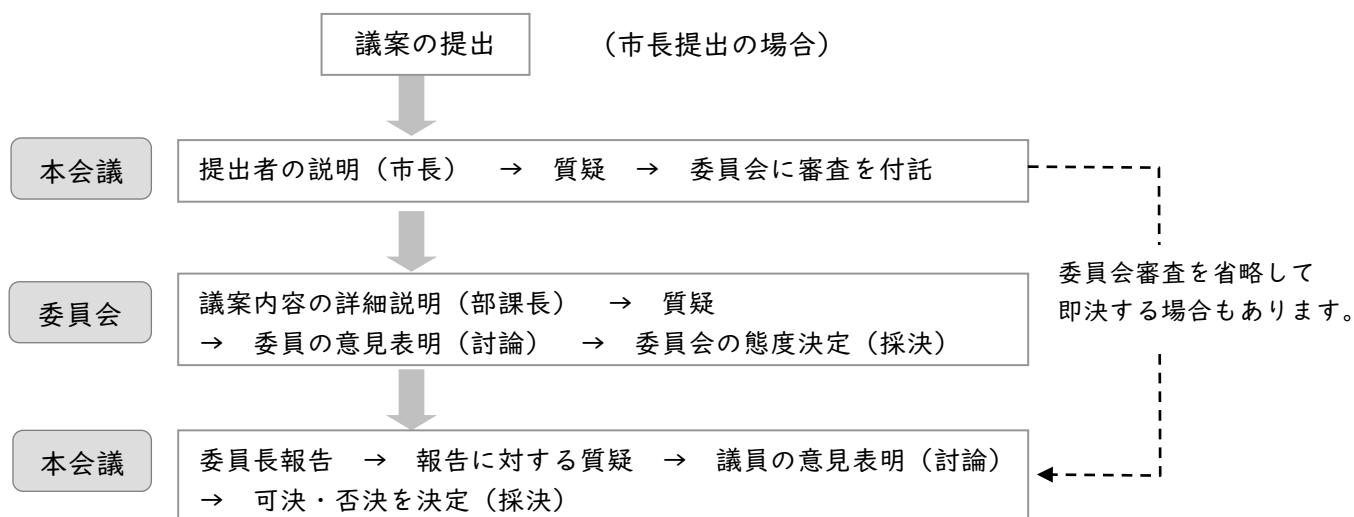 議案の提出 （市長提出の場合）
本会議
提出者の説明（市長） → 質疑 → 委員会に審査を付託
委員会審査を省略して
即決する場合もあります。
委員会
議案内容の詳細説明（部課長） → 質疑
→ 委員の意見表明（討論） → 委員会の態度決定（採決）
本会議
委員長報告 → 報告に対する質疑 → 議員の意見表明（討論）
→ 可決・否決を決定（採決）